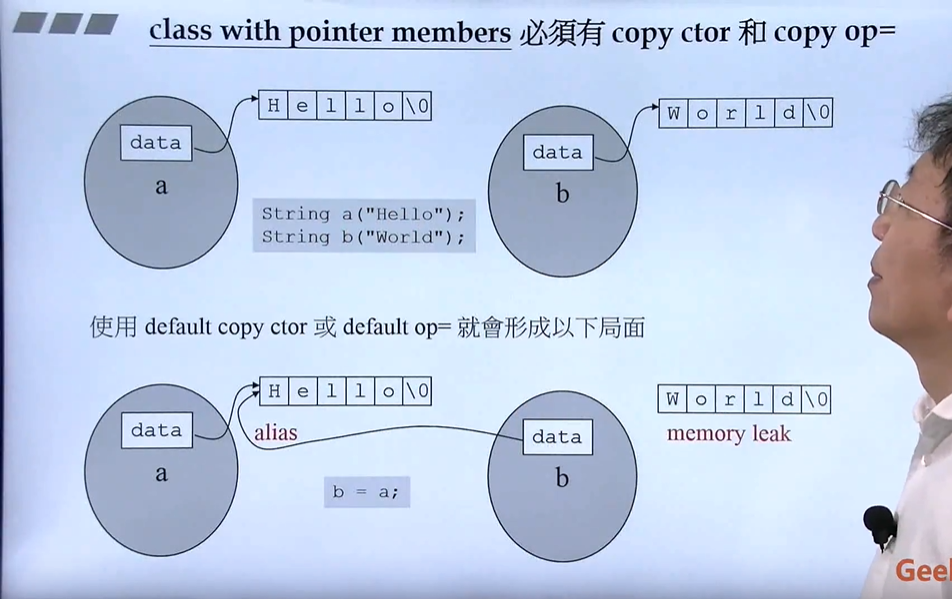 class with pointer members 必須有 copy ctor 和 copy op=
H e l l o \0
W o r l d \0
data
data
a
b
String a("Hello");
String b("World");
使用 default copy ctor 或 default op= 就會形成以下局面
H e l l o \0
W o r l d \0
data
alias
data
memory leak
a
b
b = a;